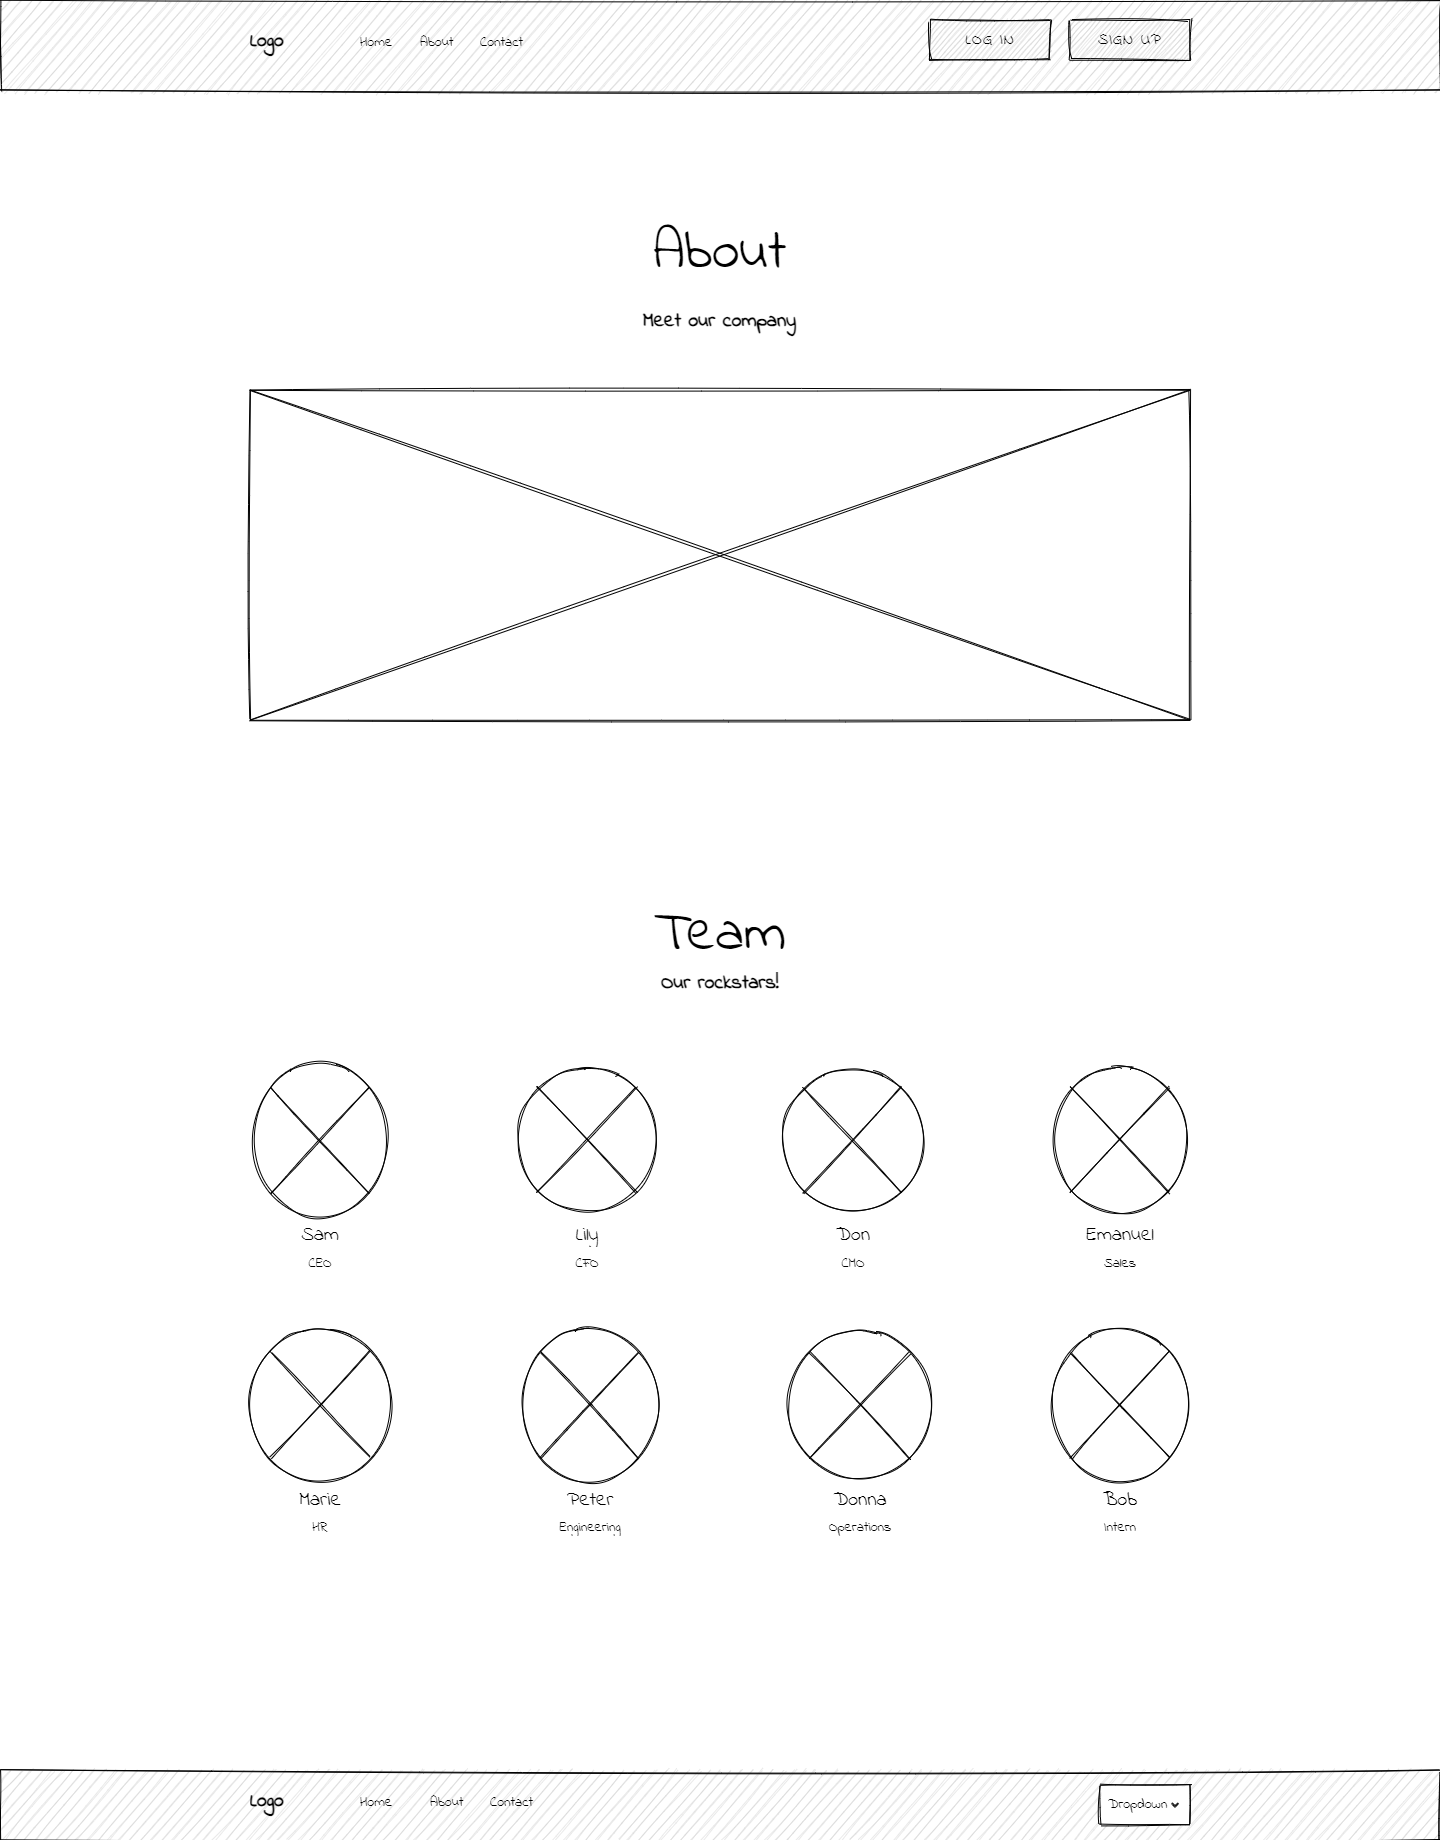 Logo Home About Contact LOG IN SIGN UP
About
Meet our company
Team
Our rockstars!
Sam Lily Don Emanuel
CEO CFO CMO Sales
Marie Peter Donna Bob
HR Engineering Operations Intern
Logo Home About Contact Dropdown